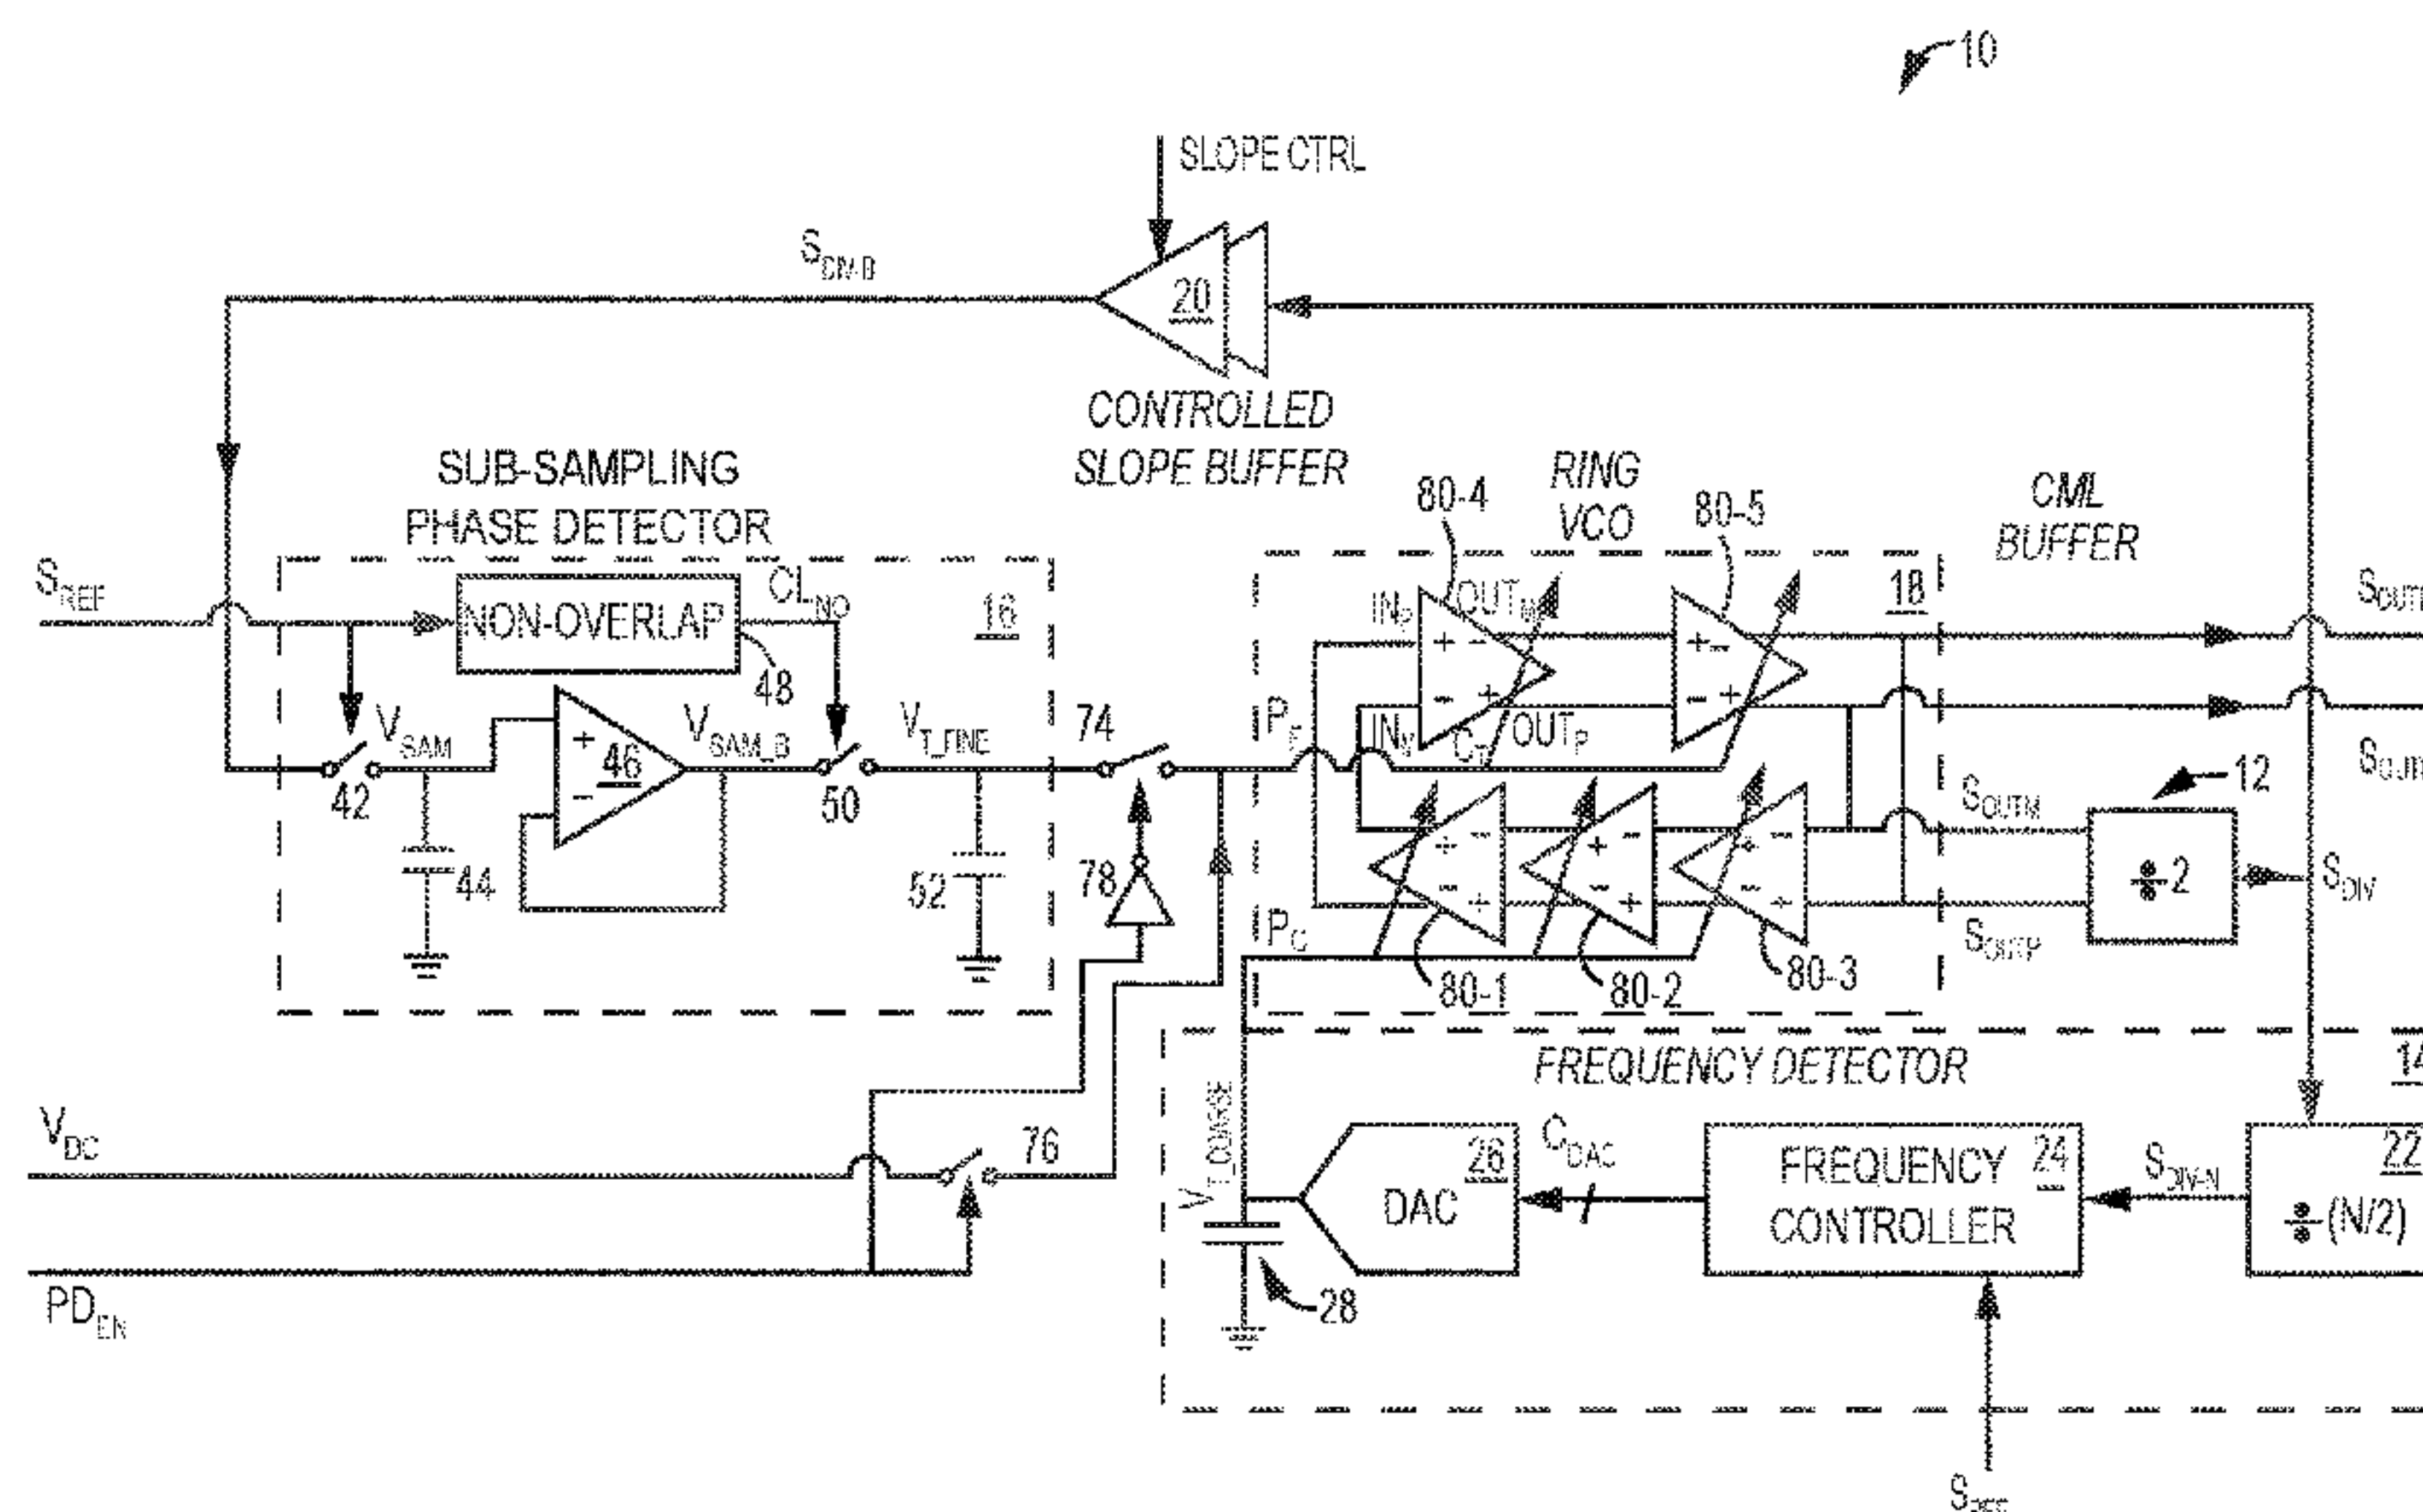 10
SLOPE CTRL
S_DIV-B
20
CONTROLLED
SLOPE BUFFER
SUB-SAMPLING
PHASE DETECTOR
RING
VCO
80-4
80-5
CML
BUFFER
S_REF
NON-OVERLAP
CL_NO
16
48
IN_P
OUT_M
18
+ -
+ -
- +
- +
V_SAM
42
44
+
46
-
V_SAM_B
50
V_T_FINE
52
74
78
P_F
OUT_P
12
S_OUTM
÷2
S_DIV
S_OUTP
P_C
80-1
80-2
80-3
FREQUENCY DETECTOR
V_DC
76
PD_EN
V_T_COARSE
28
DAC
26
C_DAC
FREQUENCY
CONTROLLER
24
S_DIV-N
22
÷(N/2)